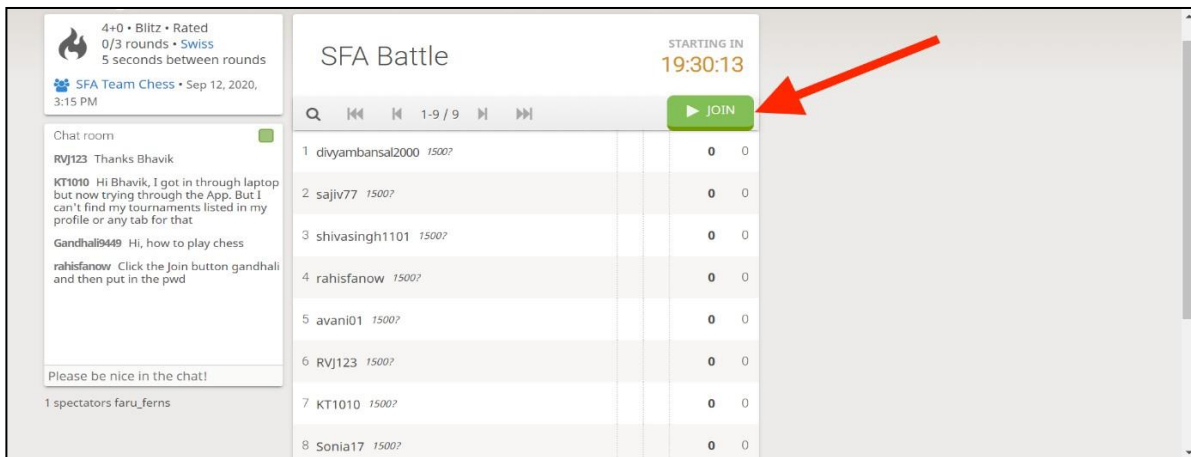 4+0 • Blitz • Rated
0/3 rounds • Swiss
5 seconds between rounds
SFA Team Chess • Sep 12, 2020,
3:15 PM
Chat room
RVJ123 Thanks Bhavik
KT1010 Hi Bhavik, I got in through laptop
but now trying through the App. But I
can't find my tournaments listed in my
profile or any tab for that
Gandhali9449 Hi, how to play chess
rahisfanow Click the Join button gandhali
and then put in the pwd
Please be nice in the chat!
1 spectators faru_ferns
SFA Battle
STARTING IN
19:30:13
1-9 / 9
JOIN
1 divyambansal2000 1500? 0 0
2 sajiv77 1500? 0 0
3 shivasingh1101 1500? 0 0
4 rahisfanow 1500? 0 0
5 avani01 1500? 0 0
6 RVJ123 1500? 0 0
7 KT1010 1500? 0 0
8 Sonia17 1500? 0 0